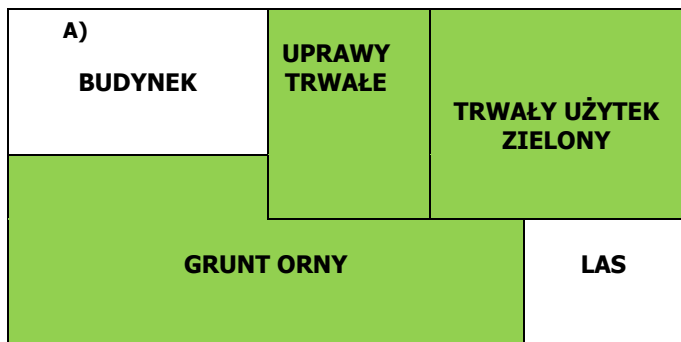 A)
BUDYNEK
UPRAWY
TRWAŁE
TRWAŁY UŻYTEK
ZIELONY
GRUNT ORNY
LAS